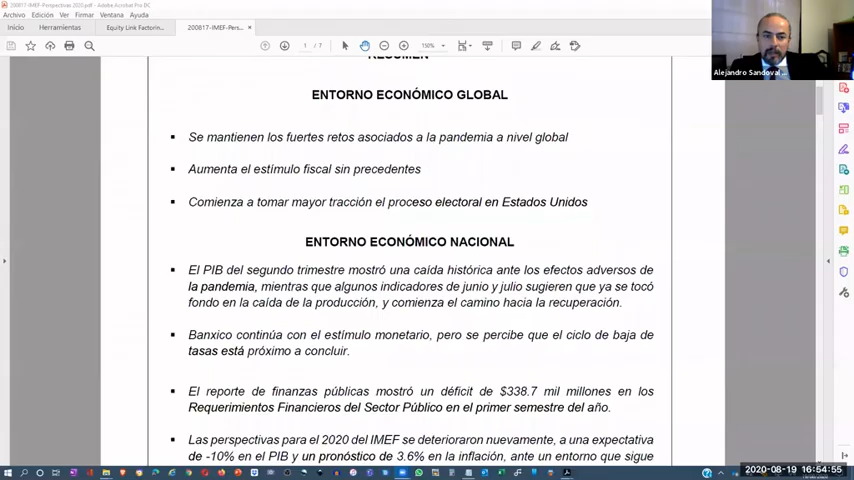 200817-IMEF-Perspectivas 2020.pdf - Adobe Acrobat Pro DC
Archivo Edición Ver Firmar Ventana Ayuda
Inicio Herramientas Equity Link Factorin... 200817-IMEF-Pers... ×
1 / 7 150%
Alejandro Sandoval ...
RESUMEN
ENTORNO ECONÓMICO GLOBAL
▪ Se mantienen los fuertes retos asociados a la pandemia a nivel global
▪ Aumenta el estímulo fiscal sin precedentes
▪ Comienza a tomar mayor tracción el proceso electoral en Estados Unidos
ENTORNO ECONÓMICO NACIONAL
▪ El PIB del segundo trimestre mostró una caída histórica ante los efectos adversos de
la pandemia, mientras que algunos indicadores de junio y julio sugieren que ya se tocó
fondo en la caída de la producción, y comienza el camino hacia la recuperación.
▪ Banxico continúa con el estímulo monetario, pero se percibe que el ciclo de baja de
tasas está próximo a concluir.
▪ El reporte de finanzas públicas mostró un déficit de $338.7 mil millones en los
Requerimientos Financieros del Sector Público en el primer semestre del año.
▪ Las perspectivas para el 2020 del IMEF se deterioraron nuevamente, a una expectativa
de -10% en el PIB y un pronóstico de 3.6% en la inflación, ante un entorno que sigue
2020-08-19 16:54:55